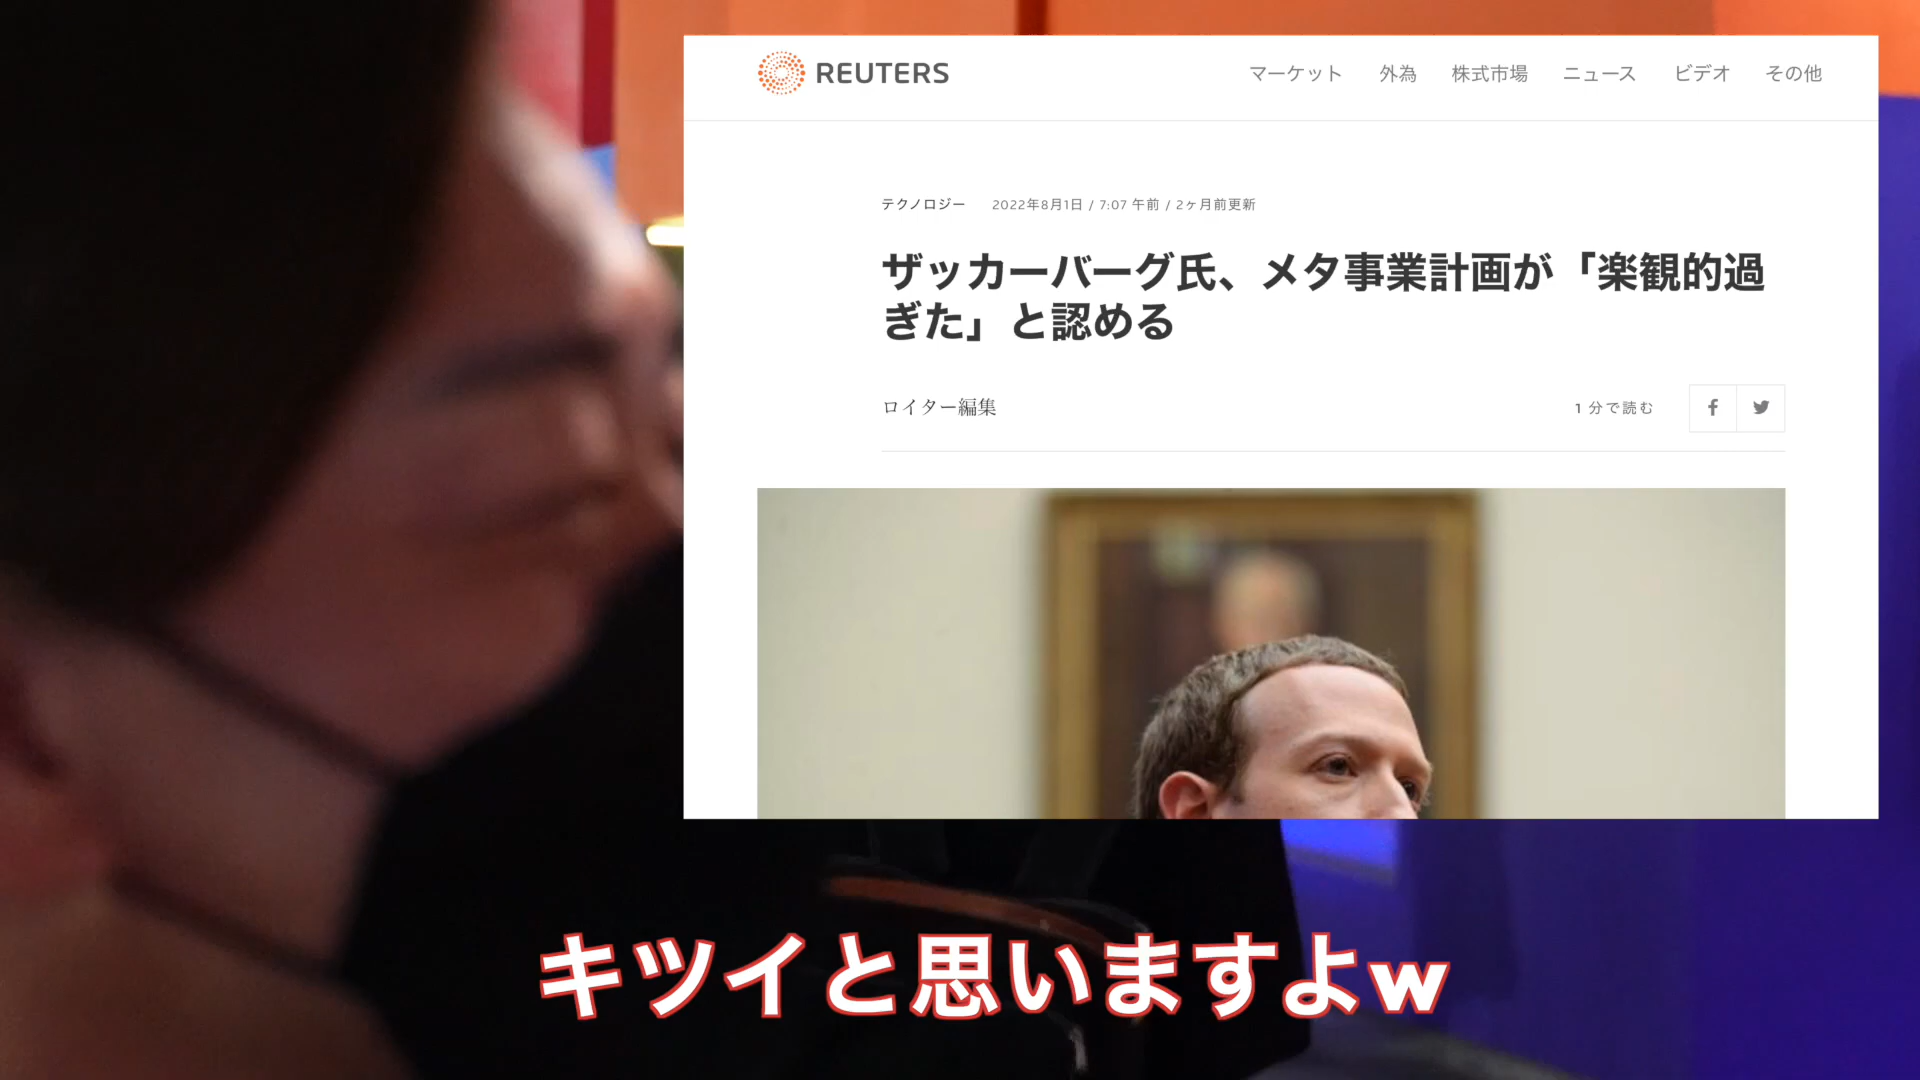 REUTERS
マーケット 外為 株式市場 ニュース ビデオ その他
テクノロジー 2022年8月1日 / 7:07 午前 / 2ヶ月前更新
ザッカーバーグ氏、メタ事業計画が「楽観的過
ぎた」と認める
ロイター編集
1 分で読む
キツイと思いますよw